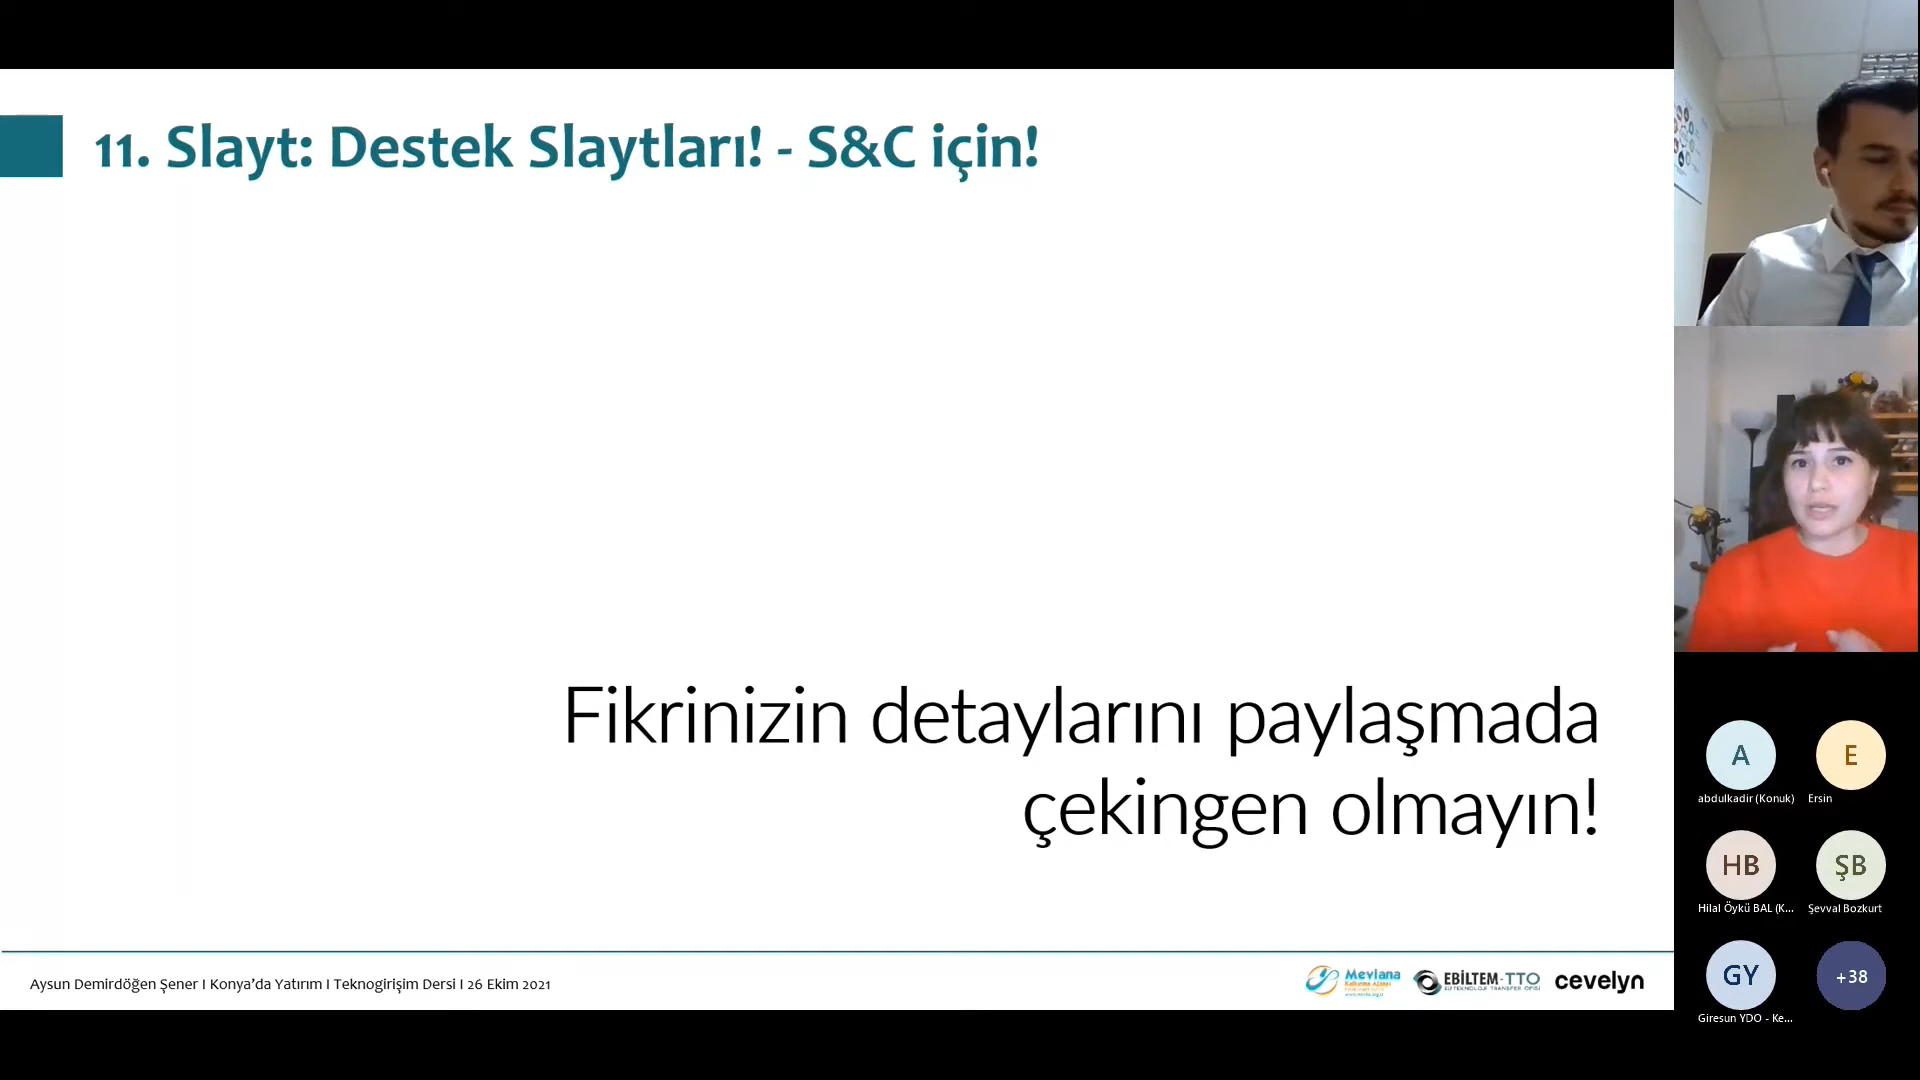 11. Slayt: Destek Slaytları! - S&C için!
Fikrinizin detaylarını paylaşmada
çekingen olmayın!
Aysun Demirdöğen Şener I Konya'da Yatırım I Teknogirişim Dersi I 26 Ekim 2021
Mevlana
EBİLTEM-TTO
cevelyn
A
E
abdulkadir (Konuk)
Ersin
HB
ŞB
Hilal Öykü BAL (K...
Şevval Bozkurt
GY
+38
Giresun YDO - Ke...